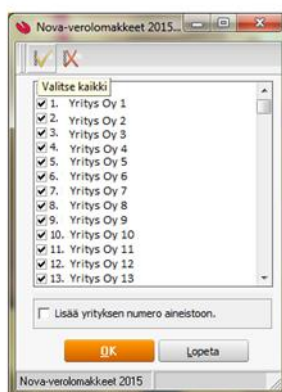 Nova-verolomakkeet 2015...
Valitse kaikki
1. Yritys Oy 1
2. Yritys Oy 2
3. Yritys Oy 3
4. Yritys Oy 4
5. Yritys Oy 5
6. Yritys Oy 6
7. Yritys Oy 7
8. Yritys Oy 8
9. Yritys Oy 9
10. Yritys Oy 10
11. Yritys Oy 11
12. Yritys Oy 12
13. Yritys Oy 13
Lisää yrityksen numero aineistoon.
OK Lopeta
Nova-verolomakkeet 2015